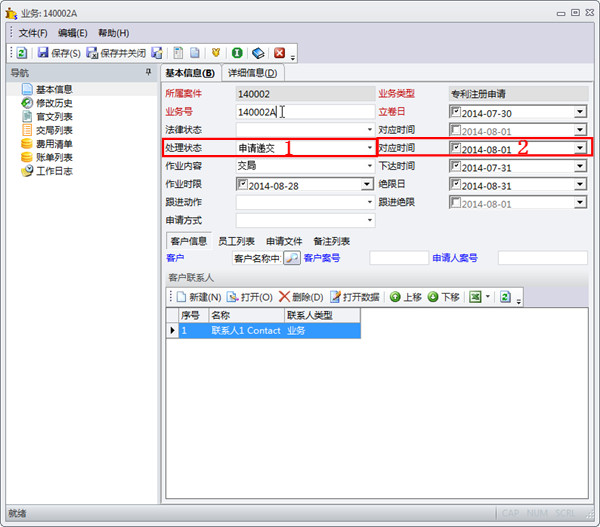 业务: 140002A
文件(F) 编辑(E) 帮助(H)
保存(S) 保存并关闭
导航
基本信息
修改历史
官文列表
交局列表
费用清单
账单列表
工作日志
基本信息(B) 详细信息(D)
所属案件 140002 业务类型 专利注册申请
业务号 140002A 立卷日 2014-07-30
法律状态 对应时间 2014-08-01
处理状态 申请递交 1 对应时间 2014-08-01 2
作业内容 交局 下达时间 2014-07-31
作业时限 2014-08-28 绝限日 2014-08-31
跟进动作 跟进绝限 2014-08-01
申请方式
客户信息 员工列表 申请文件 备注列表
客户 客户名称中 客户案号 申请人案号
客户联系人
新建(N) 打开(O) 删除(D) 打开数据 上移 下移
序号 名称 联系人类型
1 联系人1 Contact 业务
就绪 CAP NUM SCRL